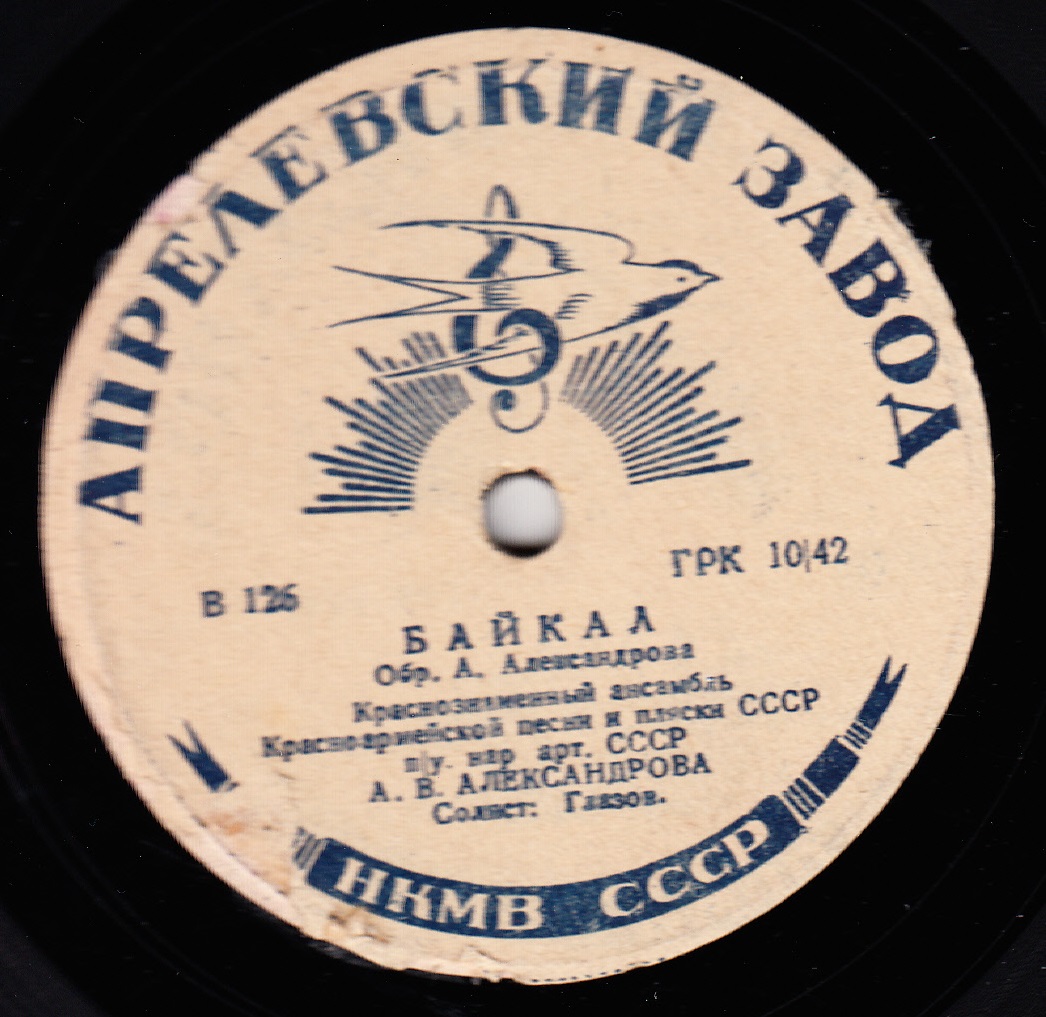 АПРЕЛЕВСКИЙ ЗАВОД
В 126
ГРК 10/42
БАЙКАЛ
Обр. А. Александрова
Краснознаменный ансамбль
Красноармейской песни и пляски СССР
п/у. нар арт. СССР
А. В. АЛЕКСАНДРОВА
Солист: Глазов.
НКМВ СССР